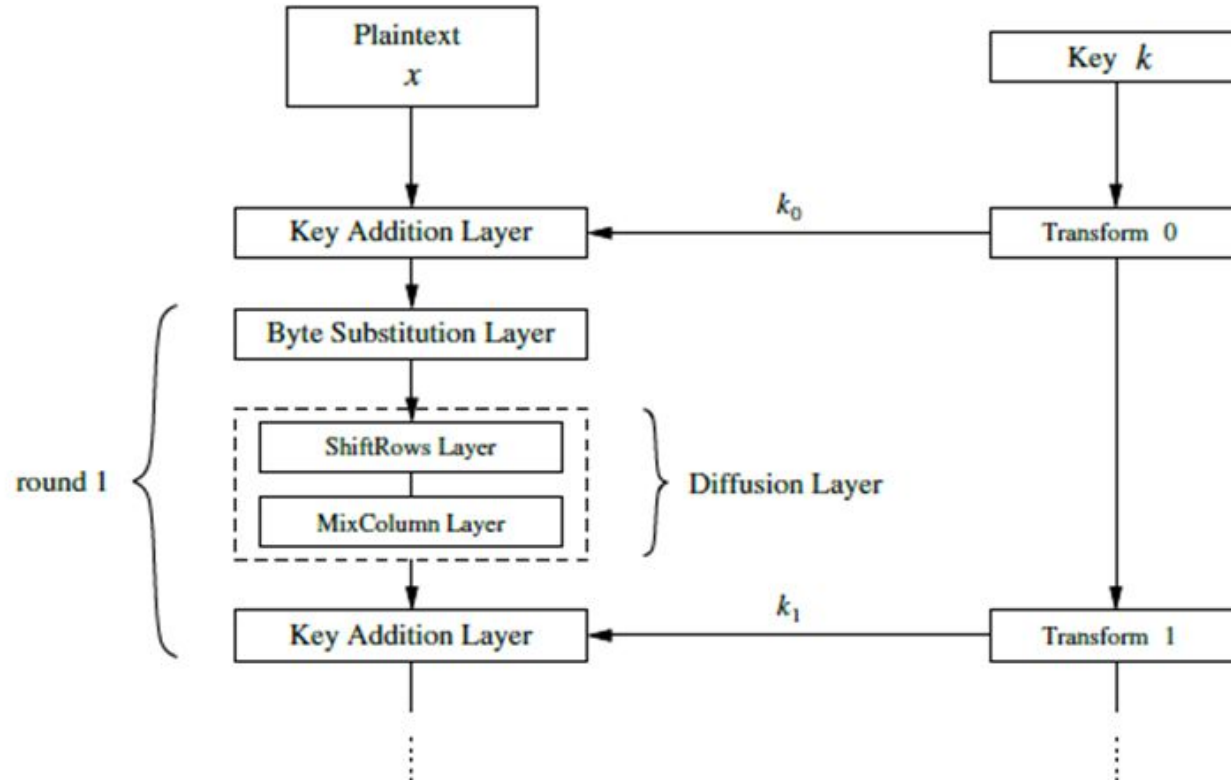 Plaintext
x
Key k
k₀
Key Addition Layer
Transform 0
Byte Substitution Layer
ShiftRows Layer
round 1
Diffusion Layer
MixColumn Layer
k₁
Key Addition Layer
Transform 1